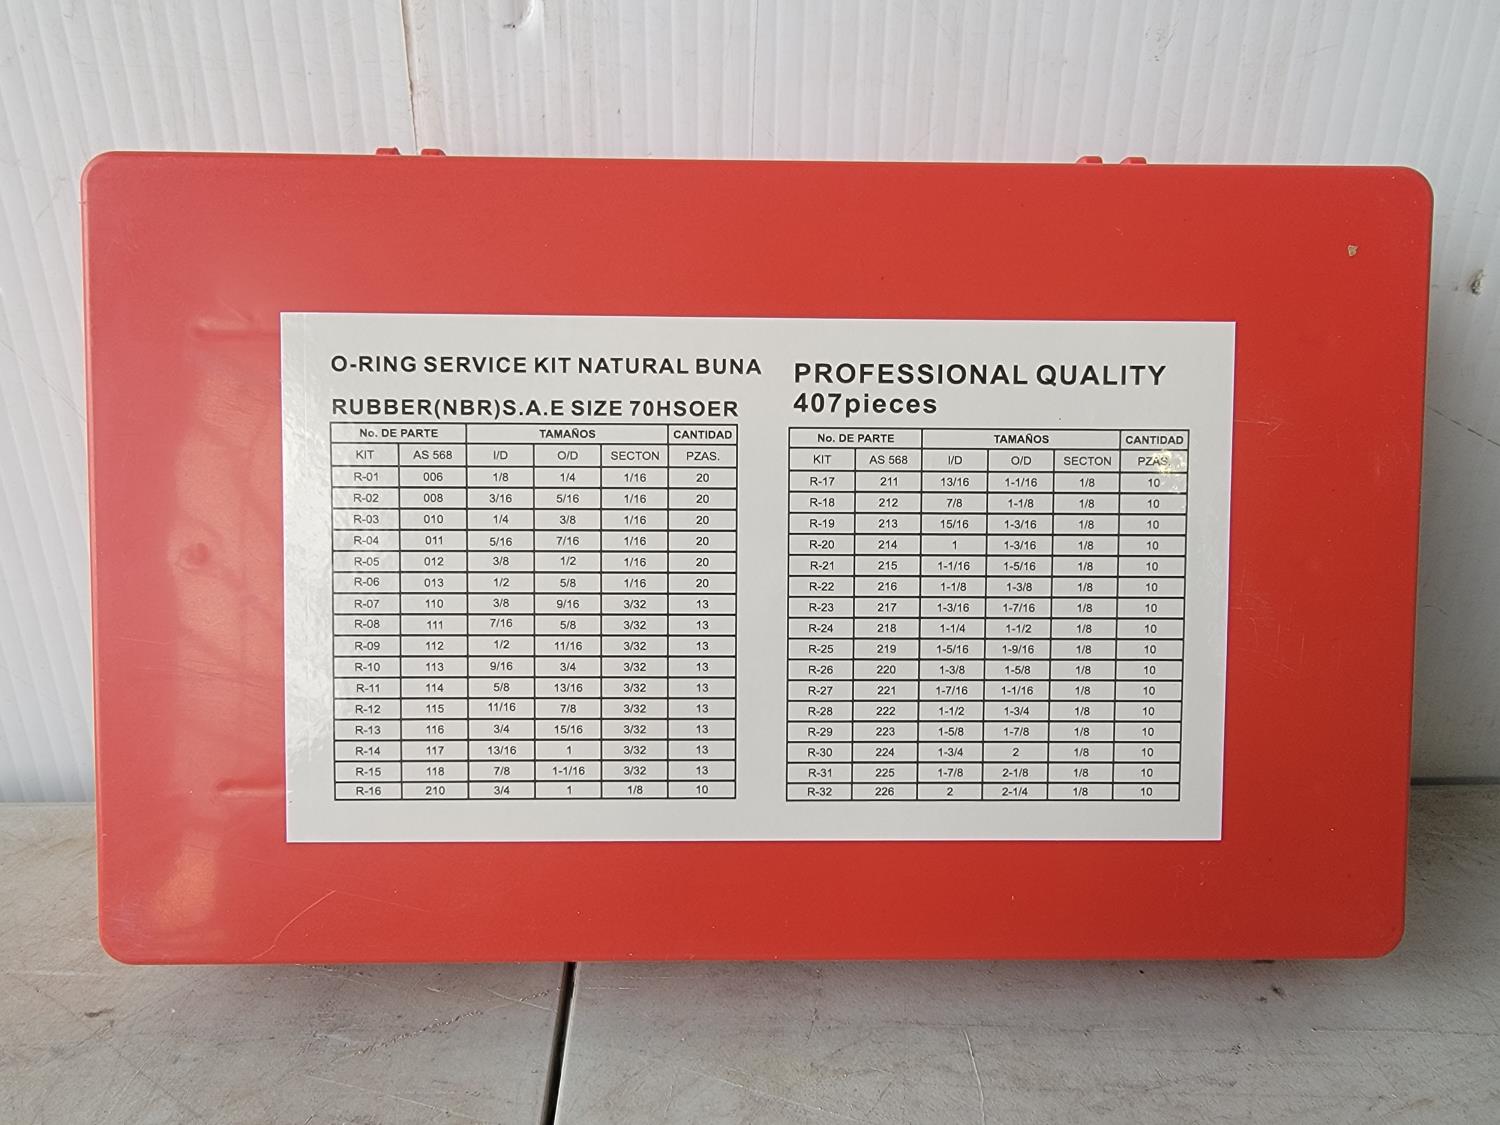 O-RING SERVICE KIT NATURAL BUNA
RUBBER(NBR)S.A.E SIZE 70HSOER
No. DE PARTE TAMAÑOS CANTIDAD
KIT AS 568 I/D O/D SECTON PZAS.
R-01 006 1/8 1/4 1/16 20
R-02 008 3/16 5/16 1/16 20
R-03 010 1/4 3/8 1/16 20
R-04 011 5/16 7/16 1/16 20
R-05 012 3/8 1/2 1/16 20
R-06 013 1/2 5/8 1/16 20
R-07 110 3/8 9/16 3/32 13
R-08 111 7/16 5/8 3/32 13
R-09 112 1/2 11/16 3/32 13
R-10 113 9/16 3/4 3/32 13
R-11 114 5/8 13/16 3/32 13
R-12 115 11/16 7/8 3/32 13
R-13 116 3/4 15/16 3/32 13
R-14 117 13/16 1 3/32 13
R-15 118 7/8 1-1/16 3/32 13
R-16 210 3/4 1 1/8 10
PROFESSIONAL QUALITY
407pieces
No. DE PARTE TAMAÑOS CANTIDAD
KIT AS 568 I/D O/D SECTON PZAS.
R-17 211 13/16 1-1/16 1/8 10
R-18 212 7/8 1-1/8 1/8 10
R-19 213 15/16 1-3/16 1/8 10
R-20 214 1 1-3/16 1/8 10
R-21 215 1-1/16 1-5/16 1/8 10
R-22 216 1-1/8 1-3/8 1/8 10
R-23 217 1-3/16 1-7/16 1/8 10
R-24 218 1-1/4 1-1/2 1/8 10
R-25 219 1-5/16 1-9/16 1/8 10
R-26 220 1-3/8 1-5/8 1/8 10
R-27 221 1-7/16 1-1/16 1/8 10
R-28 222 1-1/2 1-3/4 1/8 10
R-29 223 1-5/8 1-7/8 1/8 10
R-30 224 1-3/4 2 1/8 10
R-31 225 1-7/8 2-1/8 1/8 10
R-32 226 2 2-1/4 1/8 10